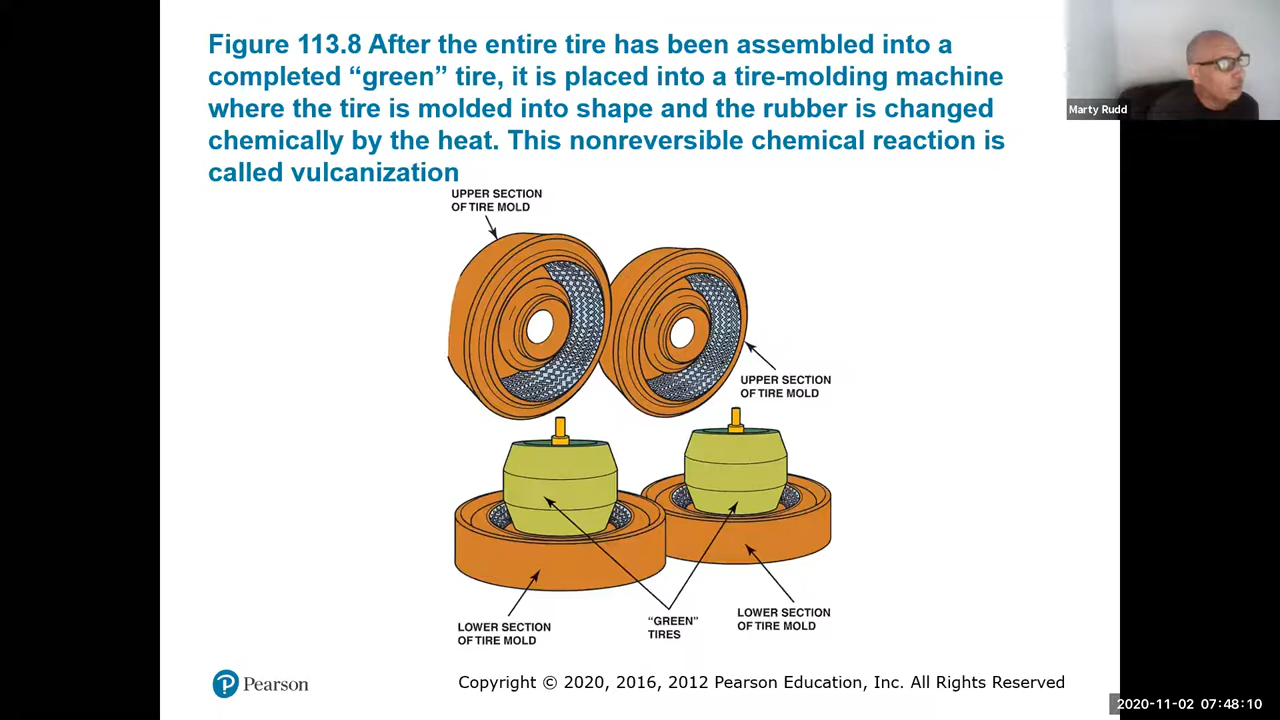 Figure 113.8 After the entire tire has been assembled into a
completed “green” tire, it is placed into a tire-molding machine
where the tire is molded into shape and the rubber is changed
chemically by the heat. This nonreversible chemical reaction is
called vulcanization
Marty Rudd
UPPER SECTION
OF TIRE MOLD
UPPER SECTION
OF TIRE MOLD
LOWER SECTION
OF TIRE MOLD
“GREEN”
TIRES
LOWER SECTION
OF TIRE MOLD
Pearson
Copyright © 2020, 2016, 2012 Pearson Education, Inc. All Rights Reserved
2020-11-02 07:48:10